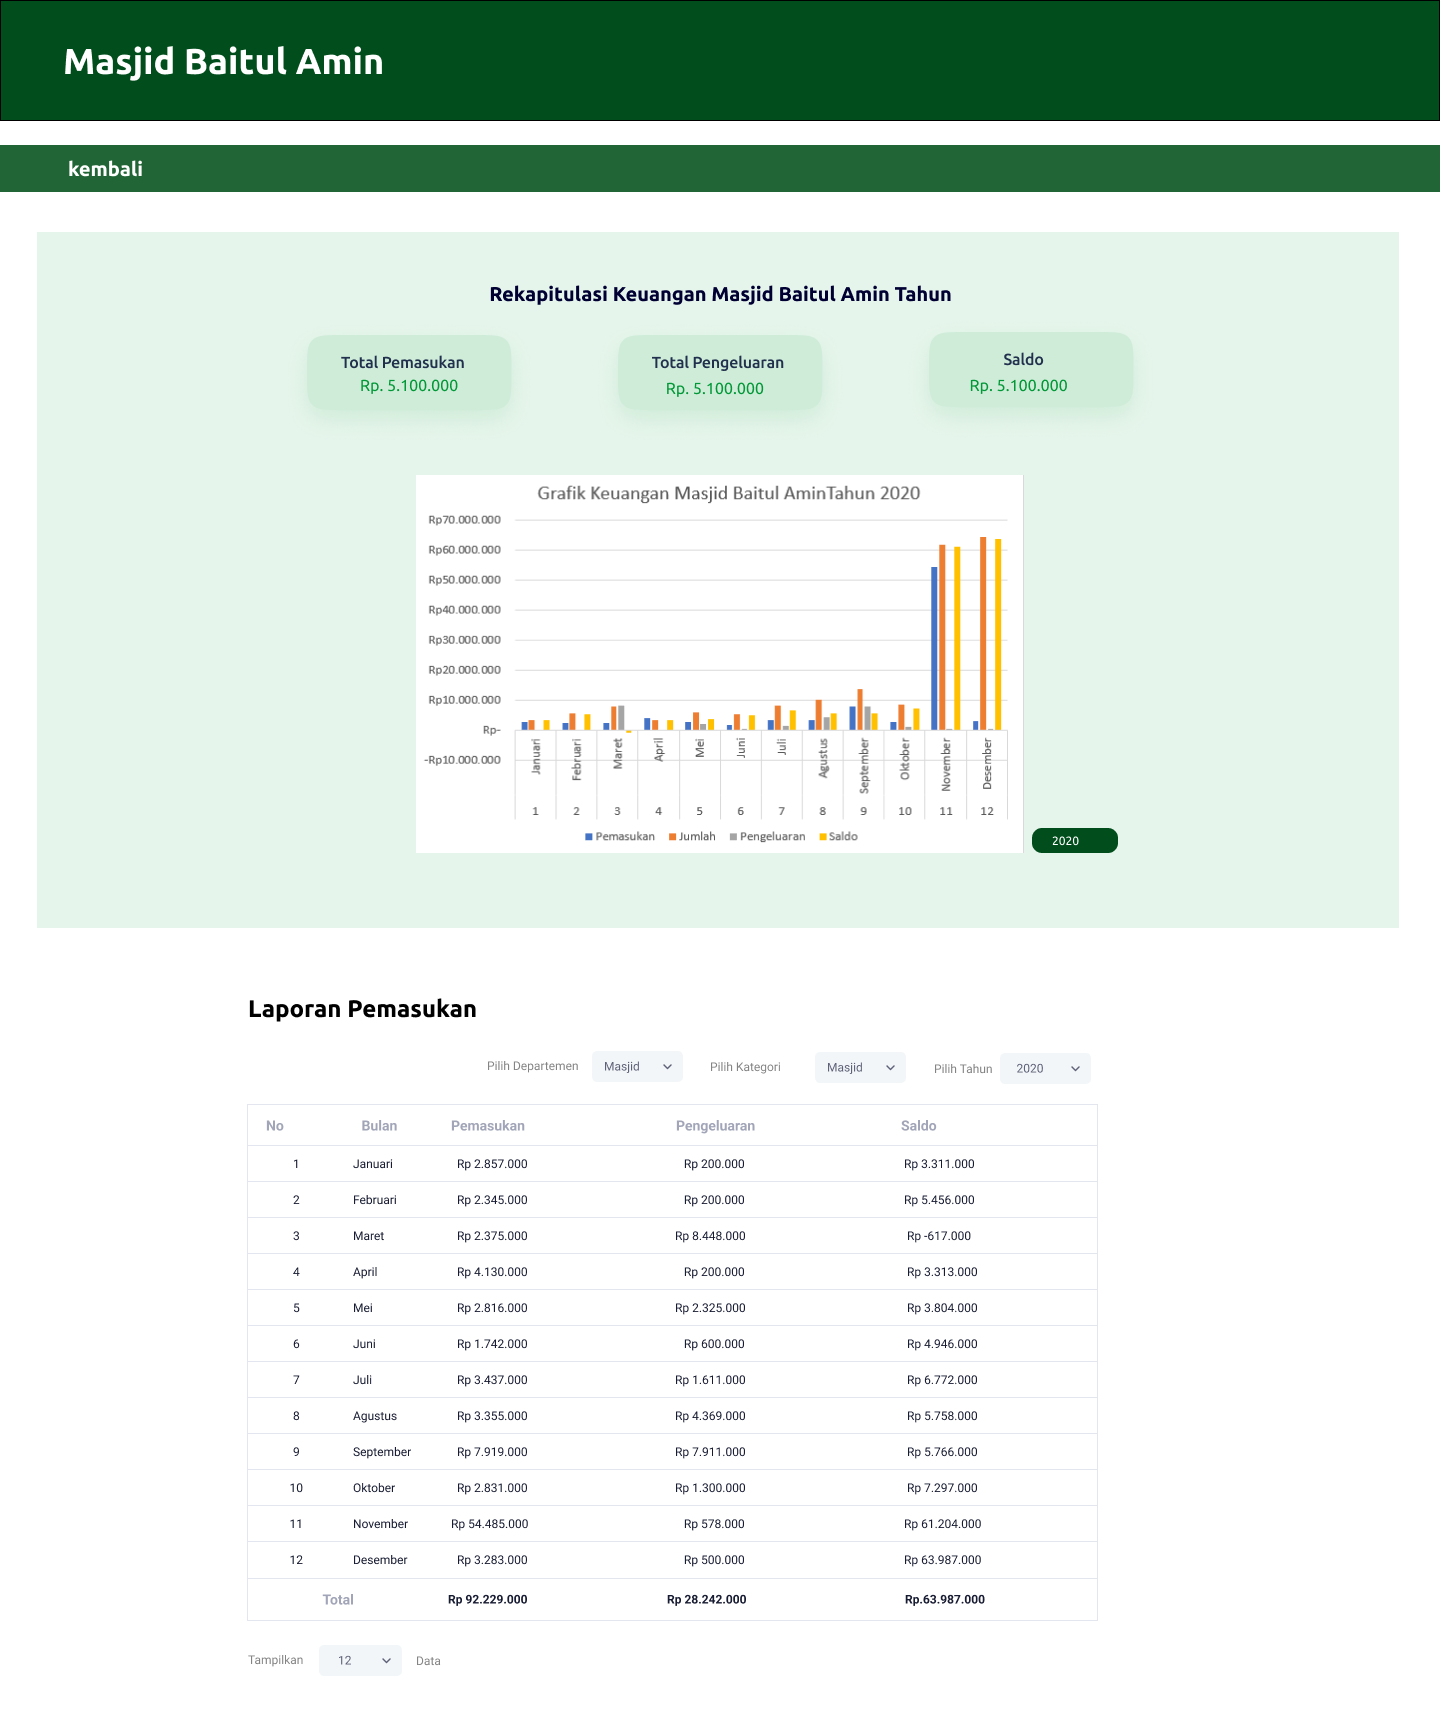 Masjid Baitul Amin
kembali
Rekapitulasi Keuangan Masjid Baitul Amin Tahun
Total Pemasukan
Rp. 5.100.000
Total Pengeluaran
Rp. 5.100.000
Saldo
Rp. 5.100.000
Grafik Keuangan Masjid Baitul AminTahun 2020
Rp70.000.000
Rp60.000.000
Rp50.000.000
Rp40.000.000
Rp30.000.000
Rp20.000.000
Rp10.000.000
Rp-
-Rp10.000.000
Januari Februari Maret April Mei Juni Juli Agustus September Oktober November Desember
1 2 3 4 5 6 7 8 9 10 11 12
Pemasukan Jumlah Pengeluaran Saldo
2020
Laporan Pemasukan
Pilih Departemen Masjid Pilih Kategori Masjid Pilih Tahun 2020
No Bulan Pemasukan Pengeluaran Saldo
1 Januari Rp 2.857.000 Rp 200.000 Rp 3.311.000
2 Februari Rp 2.345.000 Rp 200.000 Rp 5.456.000
3 Maret Rp 2.375.000 Rp 8.448.000 Rp -617.000
4 April Rp 4.130.000 Rp 200.000 Rp 3.313.000
5 Mei Rp 2.816.000 Rp 2.325.000 Rp 3.804.000
6 Juni Rp 1.742.000 Rp 600.000 Rp 4.946.000
7 Juli Rp 3.437.000 Rp 1.611.000 Rp 6.772.000
8 Agustus Rp 3.355.000 Rp 4.369.000 Rp 5.758.000
9 September Rp 7.919.000 Rp 7.911.000 Rp 5.766.000
10 Oktober Rp 2.831.000 Rp 1.300.000 Rp 7.297.000
11 November Rp 54.485.000 Rp 578.000 Rp 61.204.000
12 Desember Rp 3.283.000 Rp 500.000 Rp 63.987.000
Total Rp 92.229.000 Rp 28.242.000 Rp.63.987.000
Tampilkan 12 Data